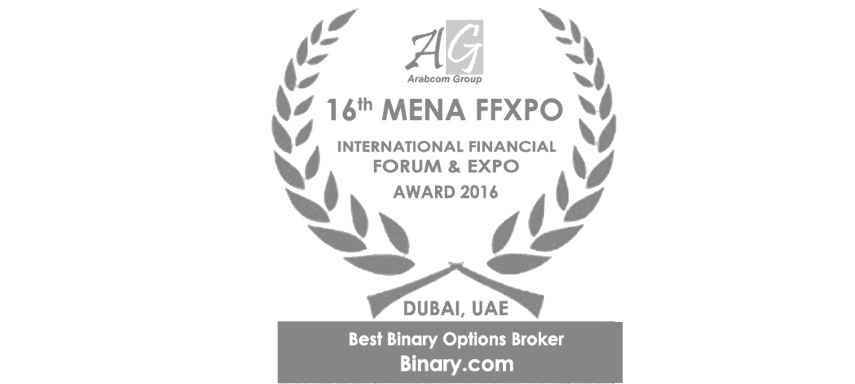 AG
Arabcom Group
16th MENA FFXPO
INTERNATIONAL FINANCIAL
FORUM & EXPO
AWARD 2016
DUBAI, UAE
Best Binary Options Broker
Binary.com